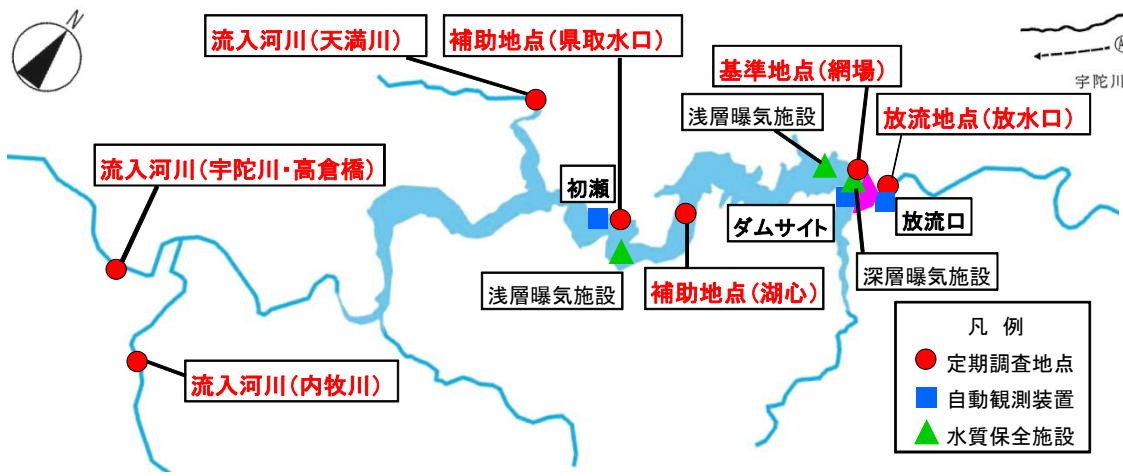 N
流入河川(天満川)
補助地点(県取水口)
基準地点(網場)
宇陀川
浅層曝気施設
放流地点(放水口)
流入河川(宇陀川・高倉橋)
初瀬
ダムサイト
放流口
浅層曝気施設
補助地点(湖心)
深層曝気施設
流入河川(内牧川)
凡 例
定期調査地点
自動観測装置
水質保全施設